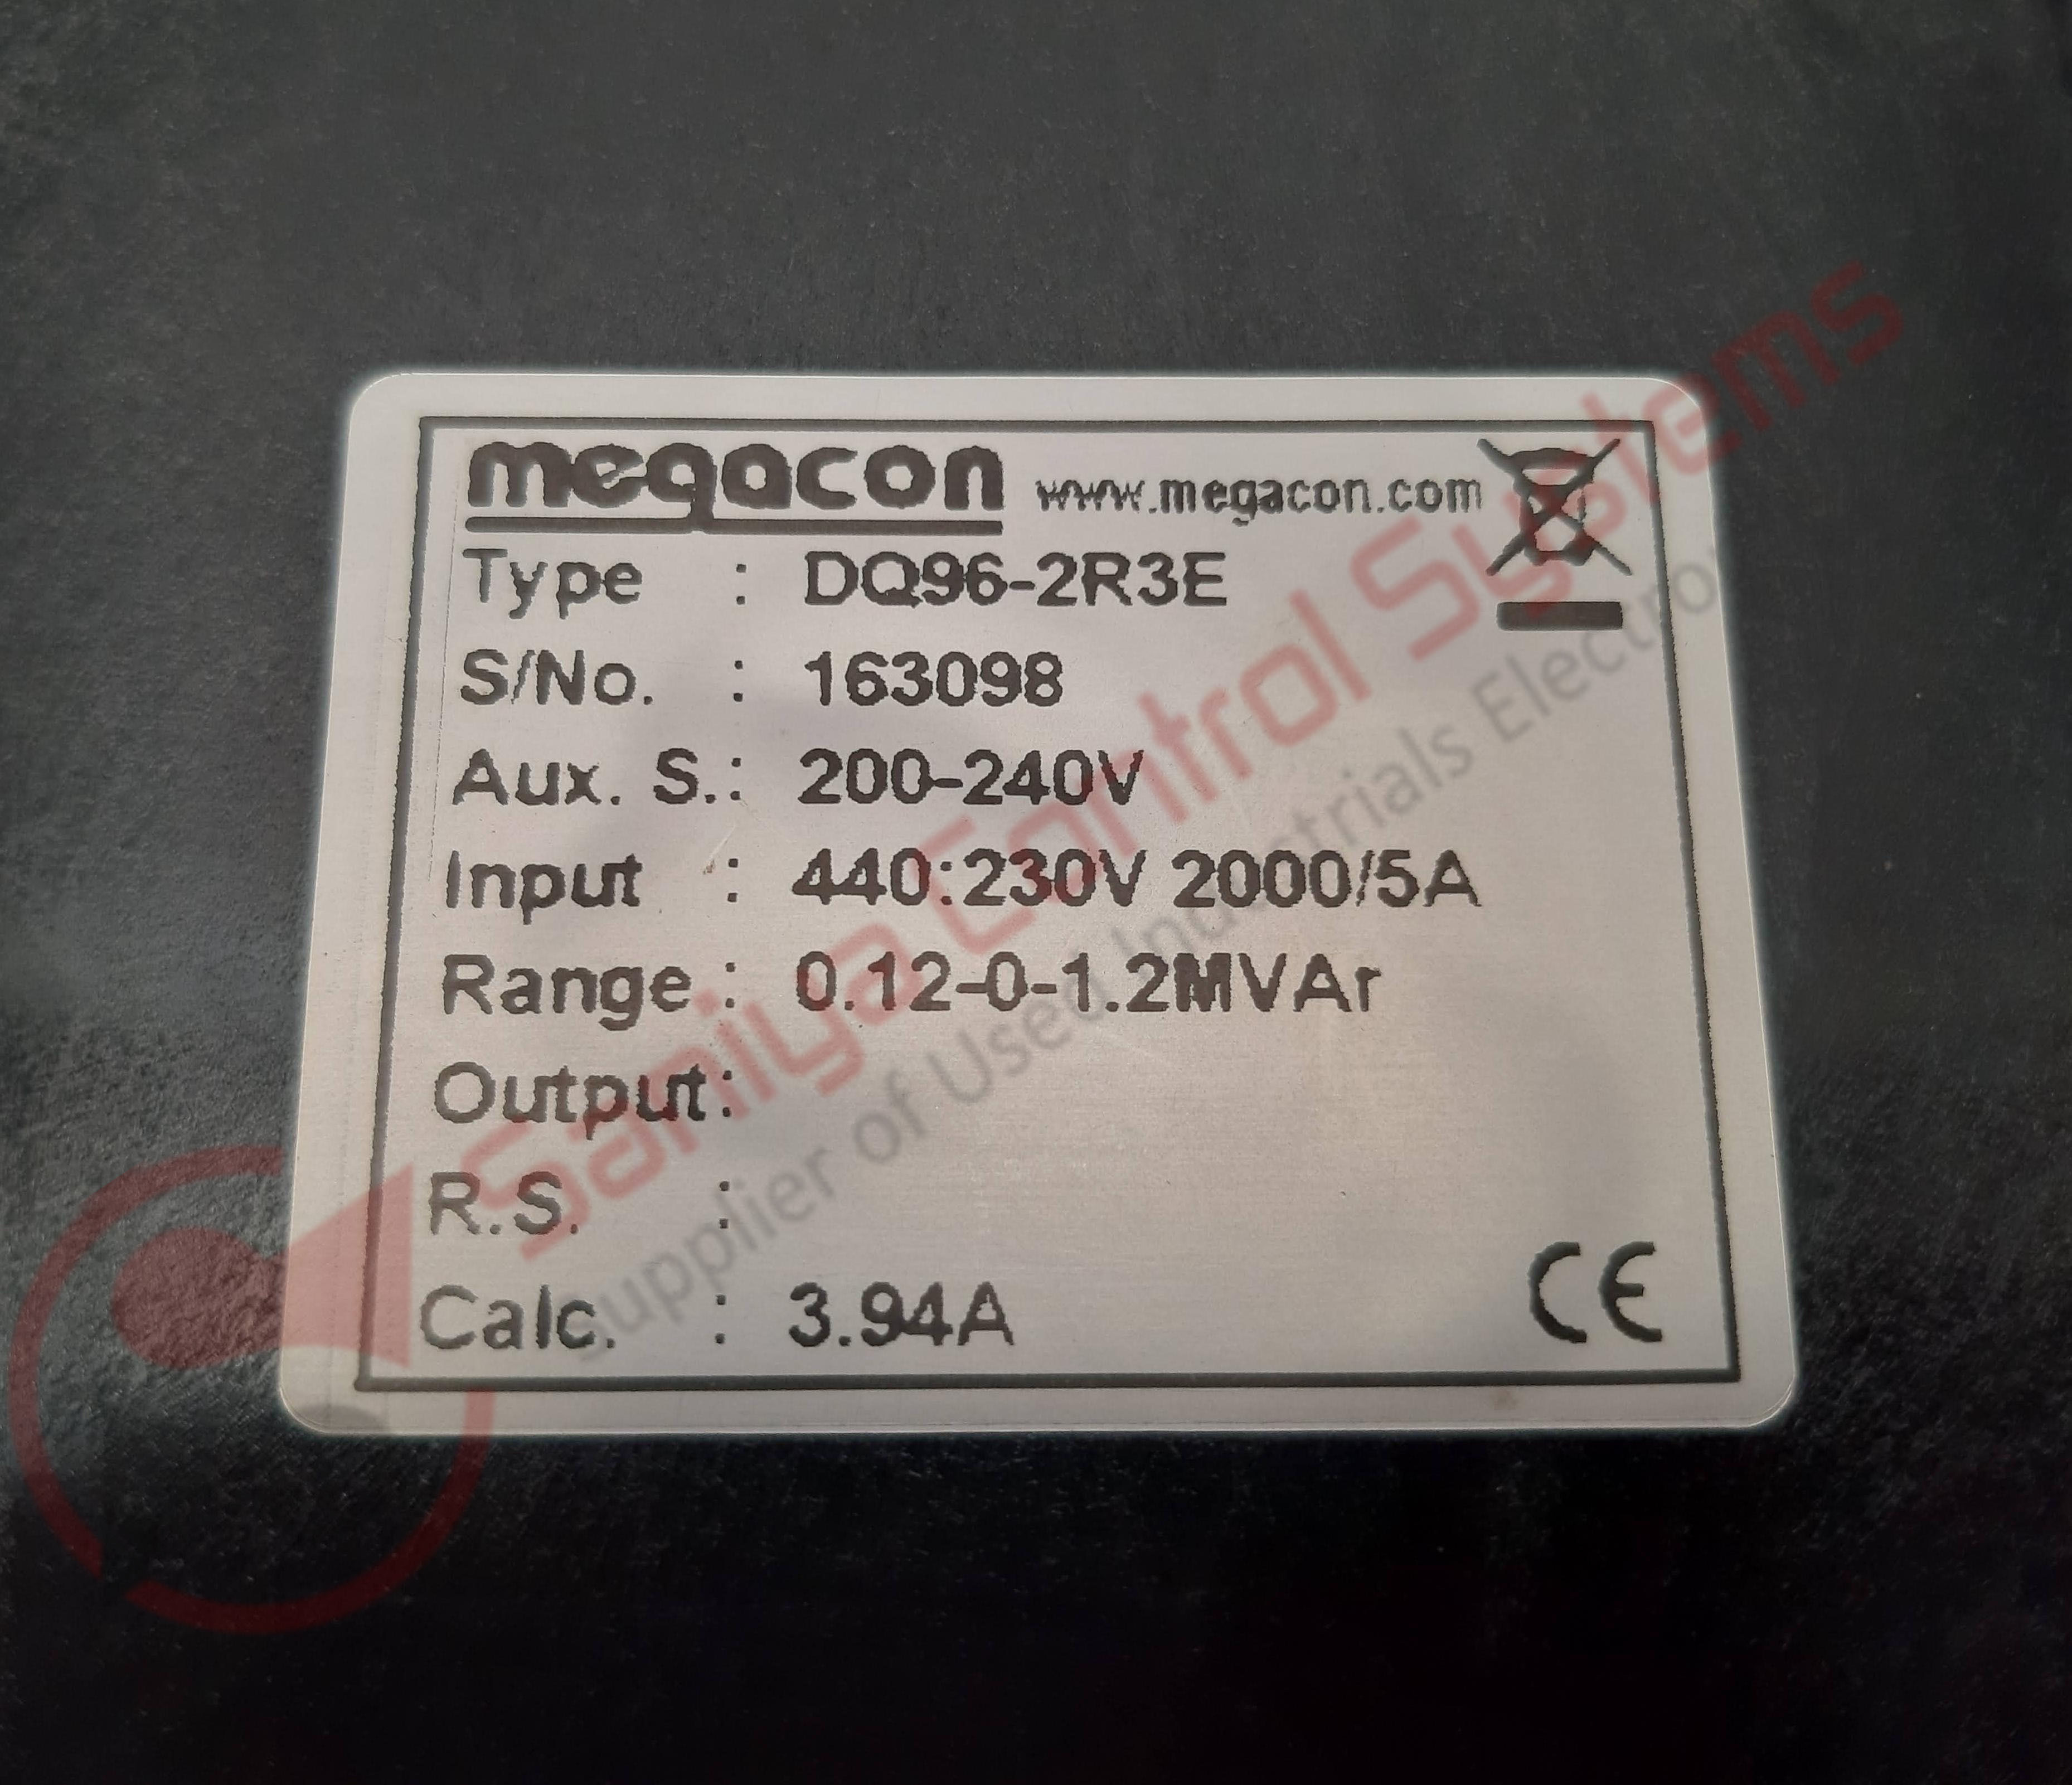 megacon www.megacon.com
Type : DQ96-2R3E
S/No. : 163098
Aux. S.: 200-240V
Input : 440:230V 2000/5A
Range : 0.12-0-1.2MVAr
Output:
R.S. :
Calc. : 3.94A
CE
Saniya Control Systems
Supplier of Used Industrials Electro